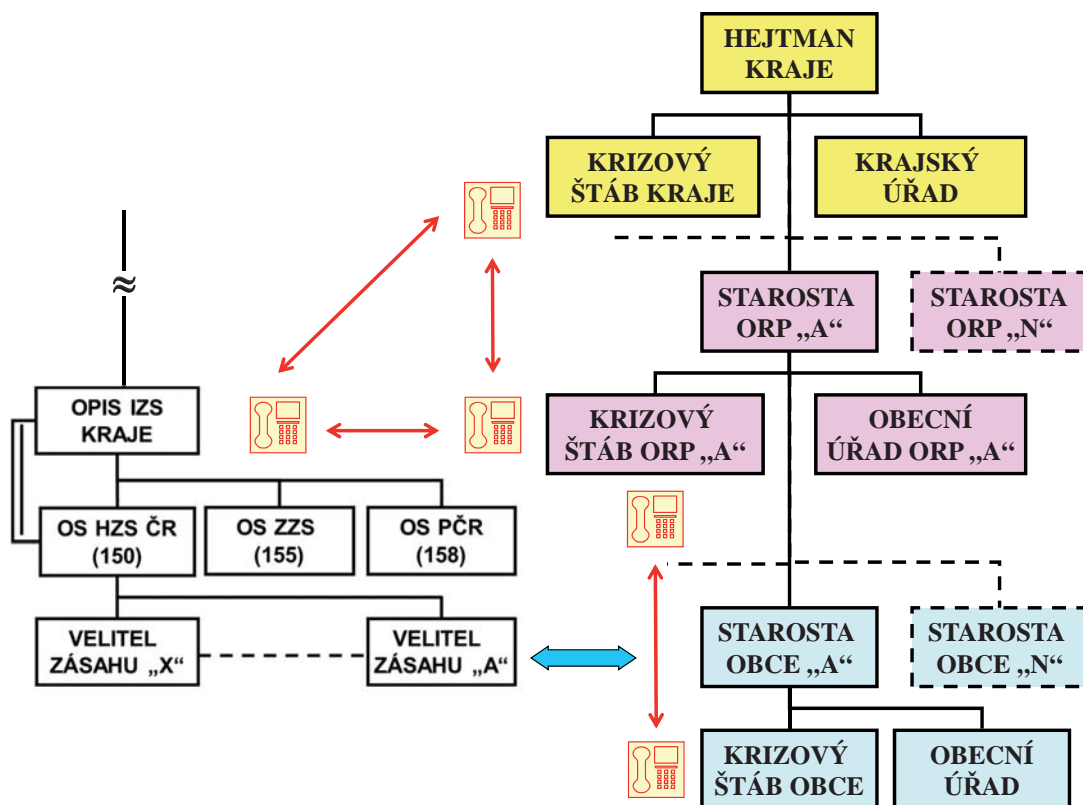 HEJTMAN
KRAJE
KRIZOVÝ
ŠTÁB KRAJE
KRAJSKÝ
ÚŘAD
≈
STAROSTA
ORP „A“
STAROSTA
ORP „N“
OPIS IZS
KRAJE
KRIZOVÝ
ŠTÁB ORP „A“
OBECNÍ
ÚŘAD ORP „A“
OS HZS ČR
(150)
OS ZZS
(155)
OS PČR
(158)
VELITEL
ZÁSAHU „X“
VELITEL
ZÁSAHU „A“
STAROSTA
OBCE „A“
STAROSTA
OBCE „N“
KRIZOVÝ
ŠTÁB OBCE
OBECNÍ
ÚŘAD